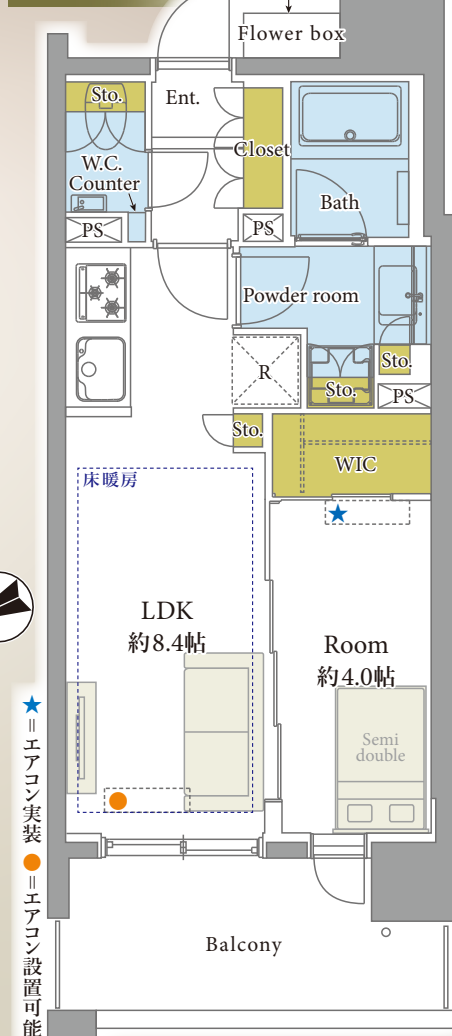 Flower box
Sto.
Ent.
Closet
W.C.
Counter
Bath
PS
PS
Powder room
R
Sto.
Sto.
PS
Sto.
WIC
床暖房
★
LDK
約8.4帖
Room
約4.0帖
Semi
double
Balcony
★=エアコン実装 ●=エアコン設置可能